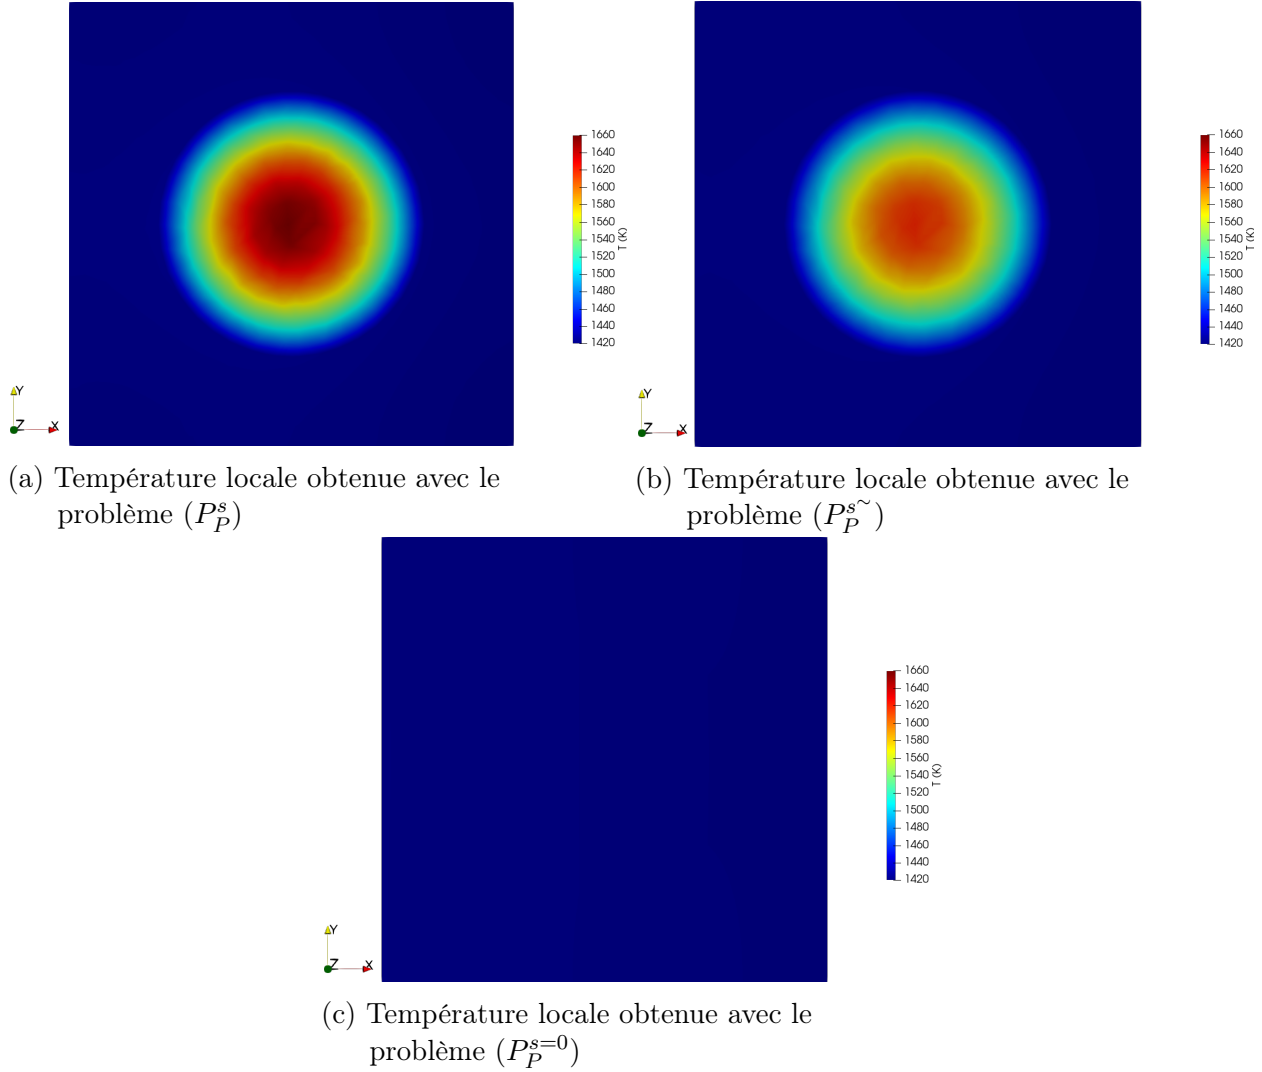 1660
1640
1620
1600
1580
1560
1540
1520
1500
1480
1460
1440
1420
T (K)
Y
Z
X
1660
1640
1620
1600
1580
1560
1540
1520
1500
1480
1460
1440
1420
T (K)
Y
Z
X
(a) Température locale obtenue avec le
problème (P_P^s)
(b) Température locale obtenue avec le
problème (P_P^{s~})
1660
1640
1620
1600
1580
1560
1540
1520
1500
1480
1460
1440
1420
T (K)
Y
Z
X
(c) Température locale obtenue avec le
problème (P_P^{s=0})